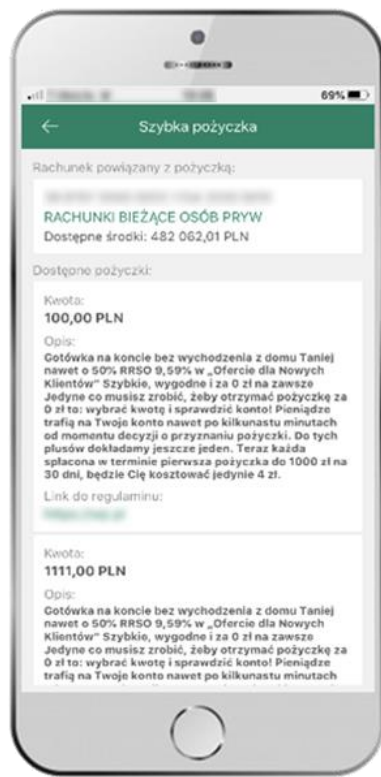 69%
Szybka pożyczka
Rachunek powiązany z pożyczką:
RACHUNKI BIEŻĄCE OSÓB PRYW
Dostępne środki: 482 062,01 PLN
Dostępne pożyczki:
Kwota:
100,00 PLN
Opis:
Gotówka na koncie bez wychodzenia z domu Taniej
nawet o 50% RRSO 9,59% w „Ofercie dla Nowych
Klientów" Szybkie, wygodne i za 0 zł na zawsze
Jedyne co musisz zrobić, żeby otrzymać pożyczkę za
0 zł to: wybrać kwotę i sprawdzić konto! Pieniądze
trafią na Twoje konto nawet po kilkunastu minutach
od momentu decyzji o przyznaniu pożyczki. Do tych
plusów dokładamy jeszcze jeden. Teraz każda
spłacona w terminie pierwsza pożyczka do 1000 zł na
30 dni, będzie Cię kosztować jedynie 4 zł.
Link do regulaminu:
Kwota:
1111,00 PLN
Opis:
Gotówka na koncie bez wychodzenia z domu Taniej
nawet o 50% RRSO 9,59% w „Ofercie dla Nowych
Klientów" Szybkie, wygodne i za 0 zł na zawsze
Jedyne co musisz zrobić, żeby otrzymać pożyczkę za
0 zł to: wybrać kwotę i sprawdzić konto! Pieniądze
trafią na Twoje konto nawet po kilkunastu minutach